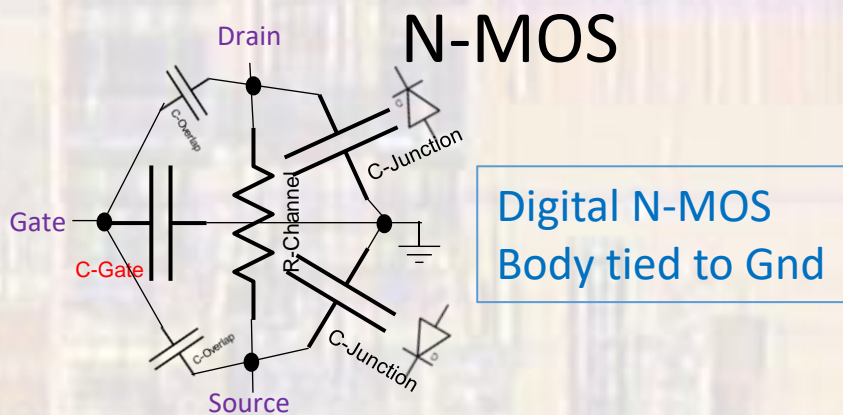 N-MOS
Drain
C-Overlap
C-Junction
R-Channel
Gate
C-Gate
Digital N-MOS
Body tied to Gnd
C-Overlap
C-Junction
Source